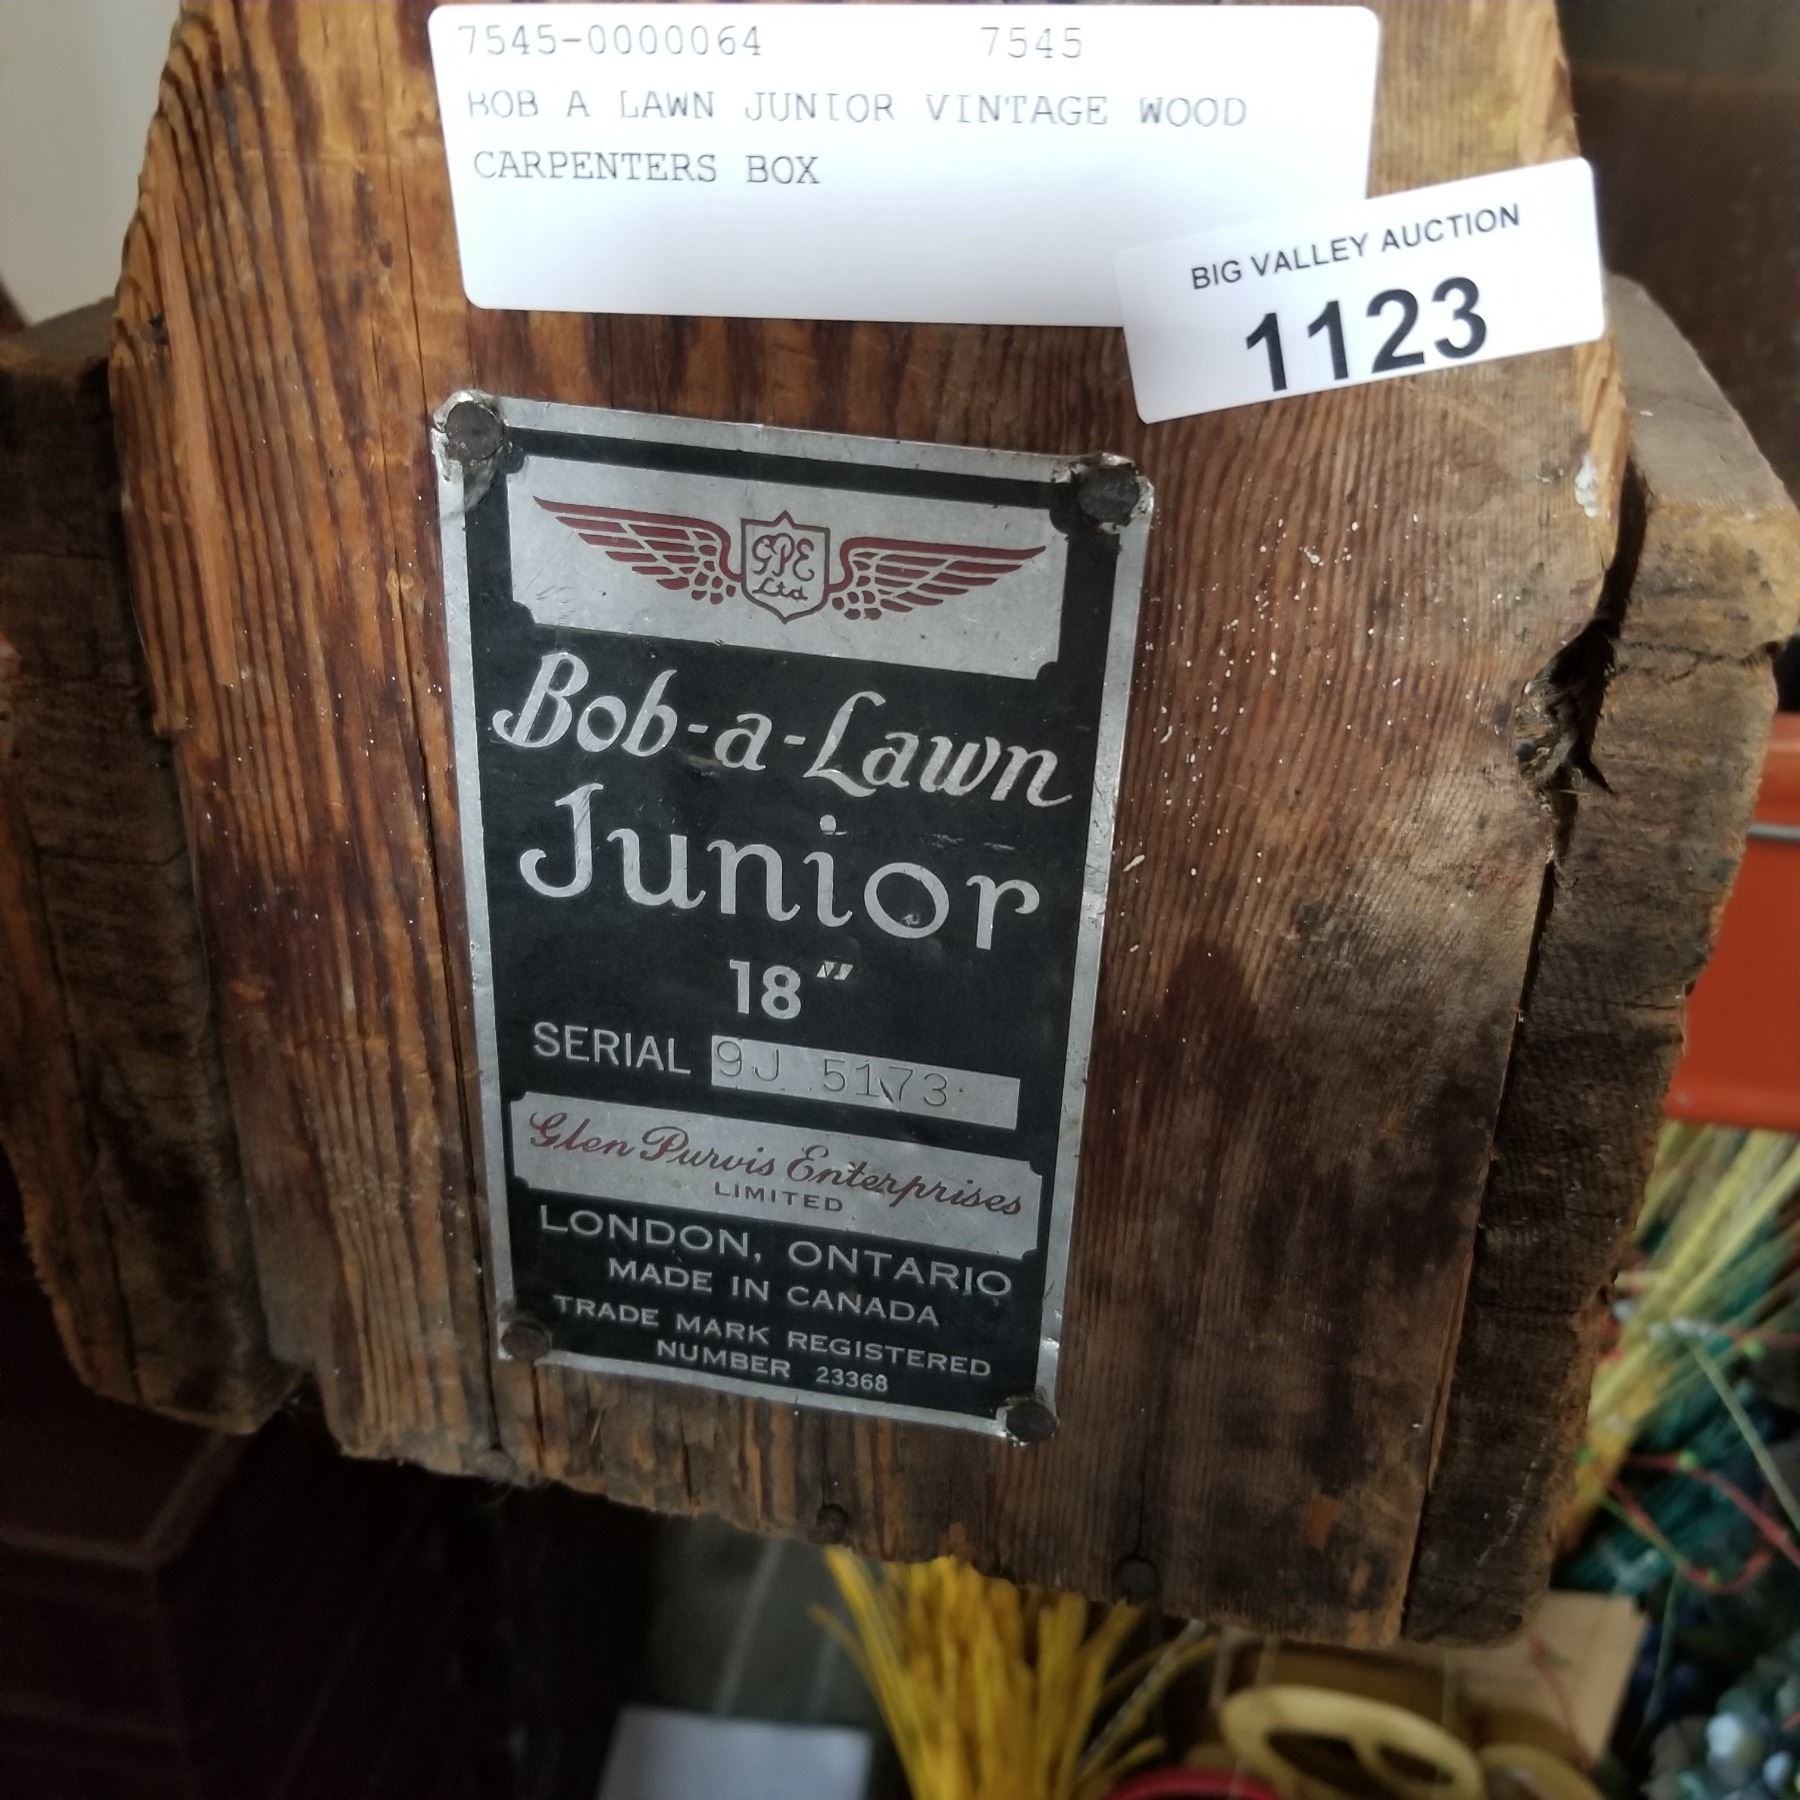 7545-0000064 7545
BOB A LAWN JUNIOR VINTAGE WOOD
CARPENTERS BOX
BIG VALLEY AUCTION
1123
GPE
Ltd
Bob-a-Lawn
Junior
18"
SERIAL 9J 5173
Glen Purvis Enterprises
LIMITED
LONDON, ONTARIO
MADE IN CANADA
TRADE MARK REGISTERED
NUMBER 23368